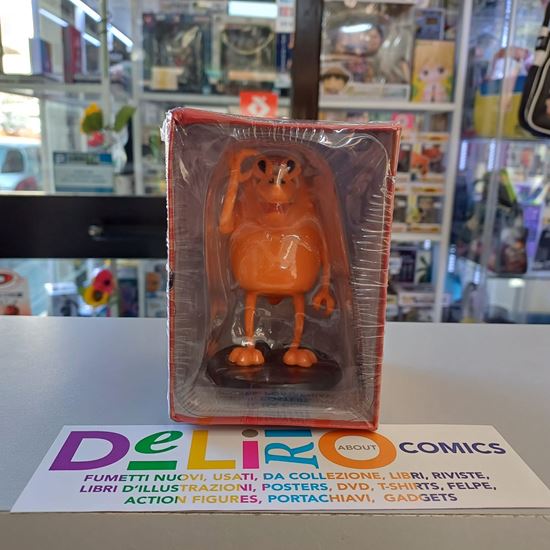 DeLiRiO ABOUT COMICS
FUMETTI NUOVI, USATI, DA COLLEZIONE, LIBRI, RIVISTE,
LIBRI D'ILLUSTRAZIONI, POSTERS, DVD, T-SHIRTS, FELPE,
ACTION FIGURES, PORTACHIAVI, GADGETS